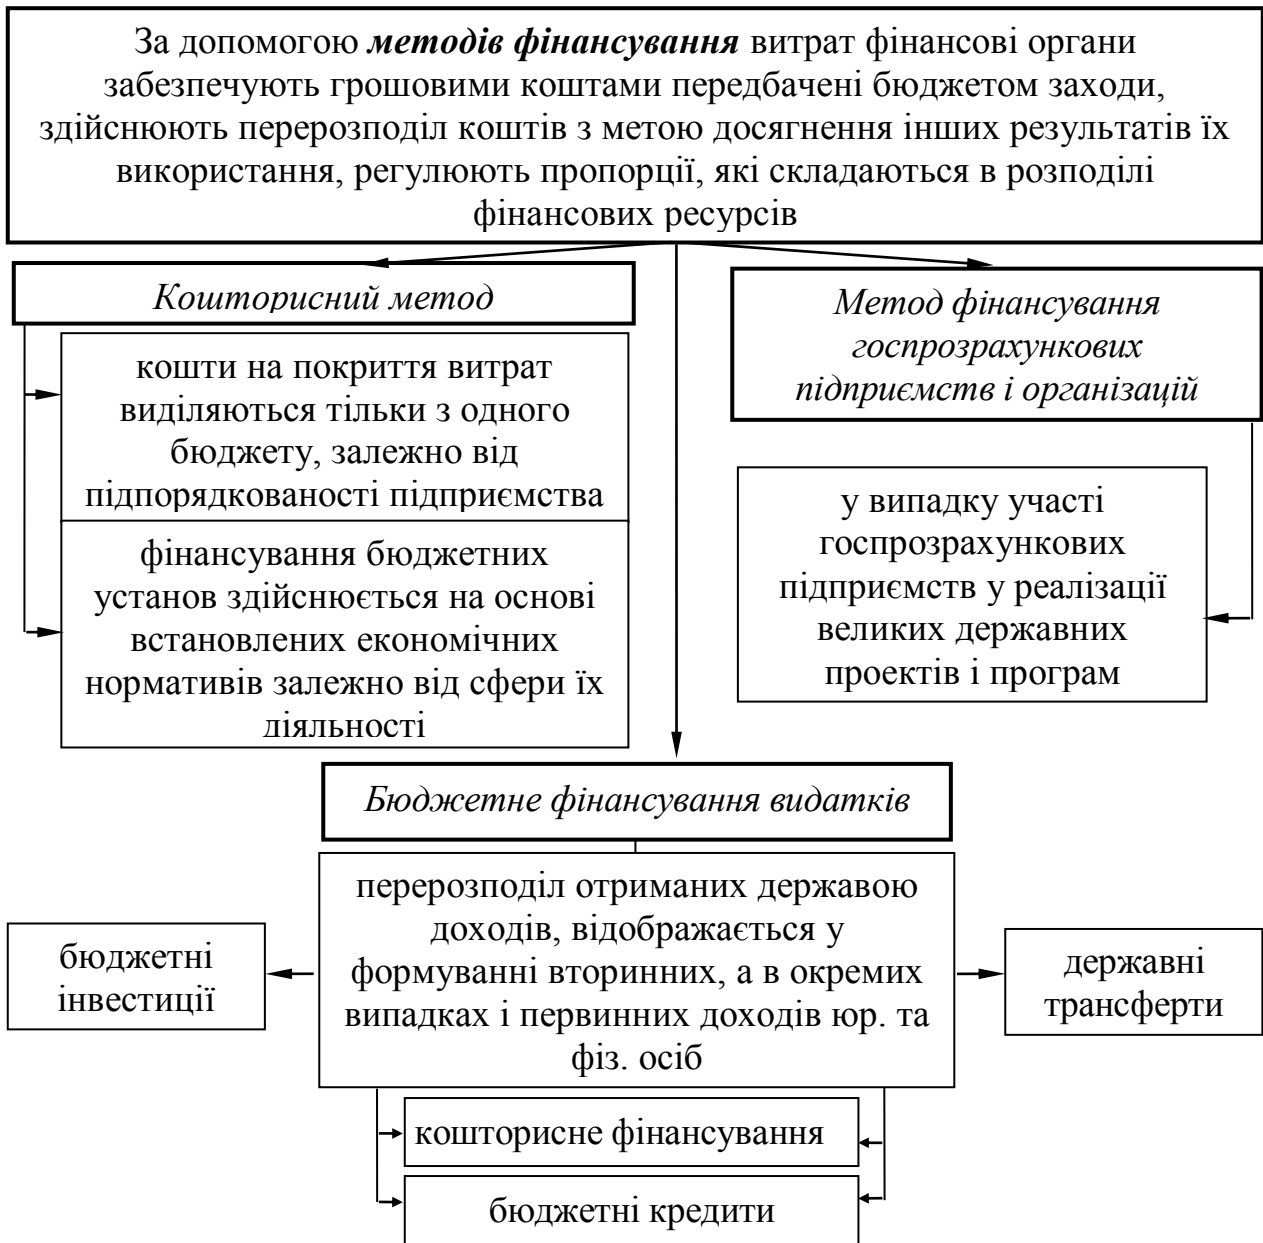 За допомогою методів фінансування витрат фінансові органи
забезпечують грошовими коштами передбачені бюджетом заходи,
здійснюють перерозподіл коштів з метою досягнення інших результатів їх
використання, регулюють пропорції, які складаються в розподілі
фінансових ресурсів
Кошторисний метод
кошти на покриття витрат
виділяються тільки з одного
бюджету, залежно від
підпорядкованості підприємства
фінансування бюджетних
установ здійснюється на основі
встановлених економічних
нормативів залежно від сфери їх
діяльності
Метод фінансування
госпрозрахункових
підприємств і організацій
у випадку участі
госпрозрахункових
підприємств у реалізації
великих державних
проектів і програм
Бюджетне фінансування видатків
перерозподіл отриманих державою
доходів, відображається у
формуванні вторинних, а в окремих
випадках і первинних доходів юр. та
фіз. осіб
бюджетні
інвестиції
державні
трансферти
кошторисне фінансування
бюджетні кредити